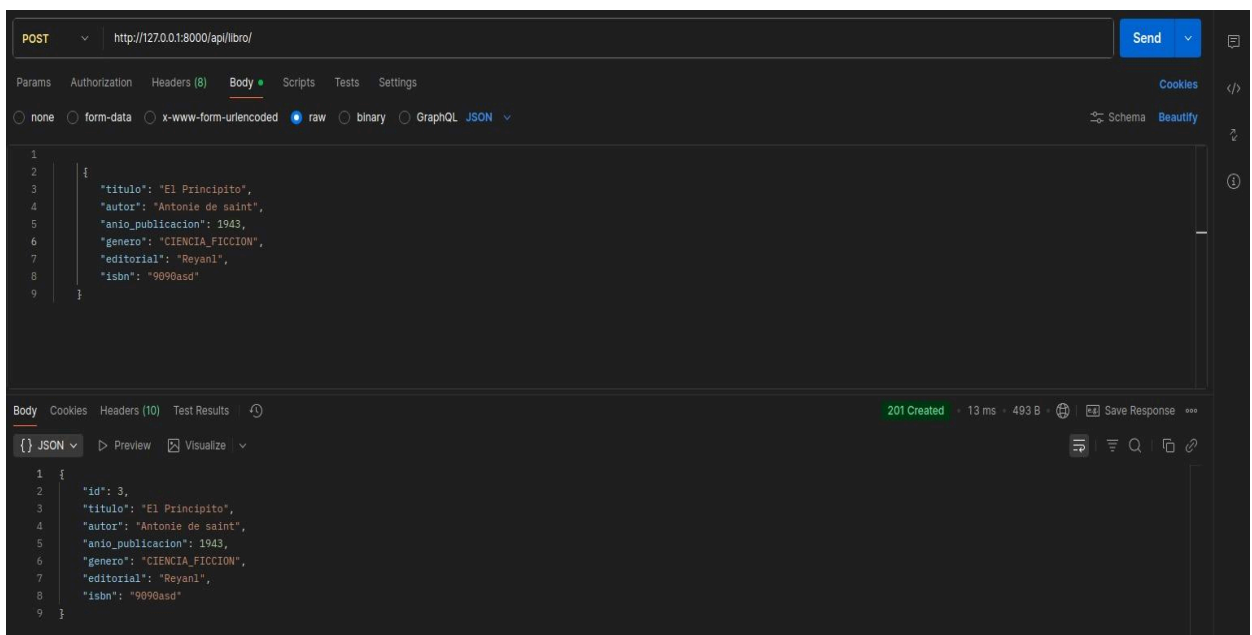 POST http://127.0.0.1:8000/api/libro/ Send
Params Authorization Headers (8) Body Scripts Tests Settings Cookies
none form-data x-www-form-urlencoded raw binary GraphQL JSON Schema Beautify
1
2 {
3 "titulo": "El Principito",
4 "autor": "Antonie de saint",
5 "anio_publicacion": 1943,
6 "genero": "CIENCIA_FICCION",
7 "editorial": "Reyanl",
8 "isbn": "9090asd"
9 }
Body Cookies Headers (10) Test Results 201 Created 13 ms 493 B e.g. Save Response
{} JSON Preview Visualize
1 {
2 "id": 3,
3 "titulo": "El Principito",
4 "autor": "Antonie de saint",
5 "anio_publicacion": 1943,
6 "genero": "CIENCIA_FICCION",
7 "editorial": "Reyanl",
8 "isbn": "9090asd"
9 }